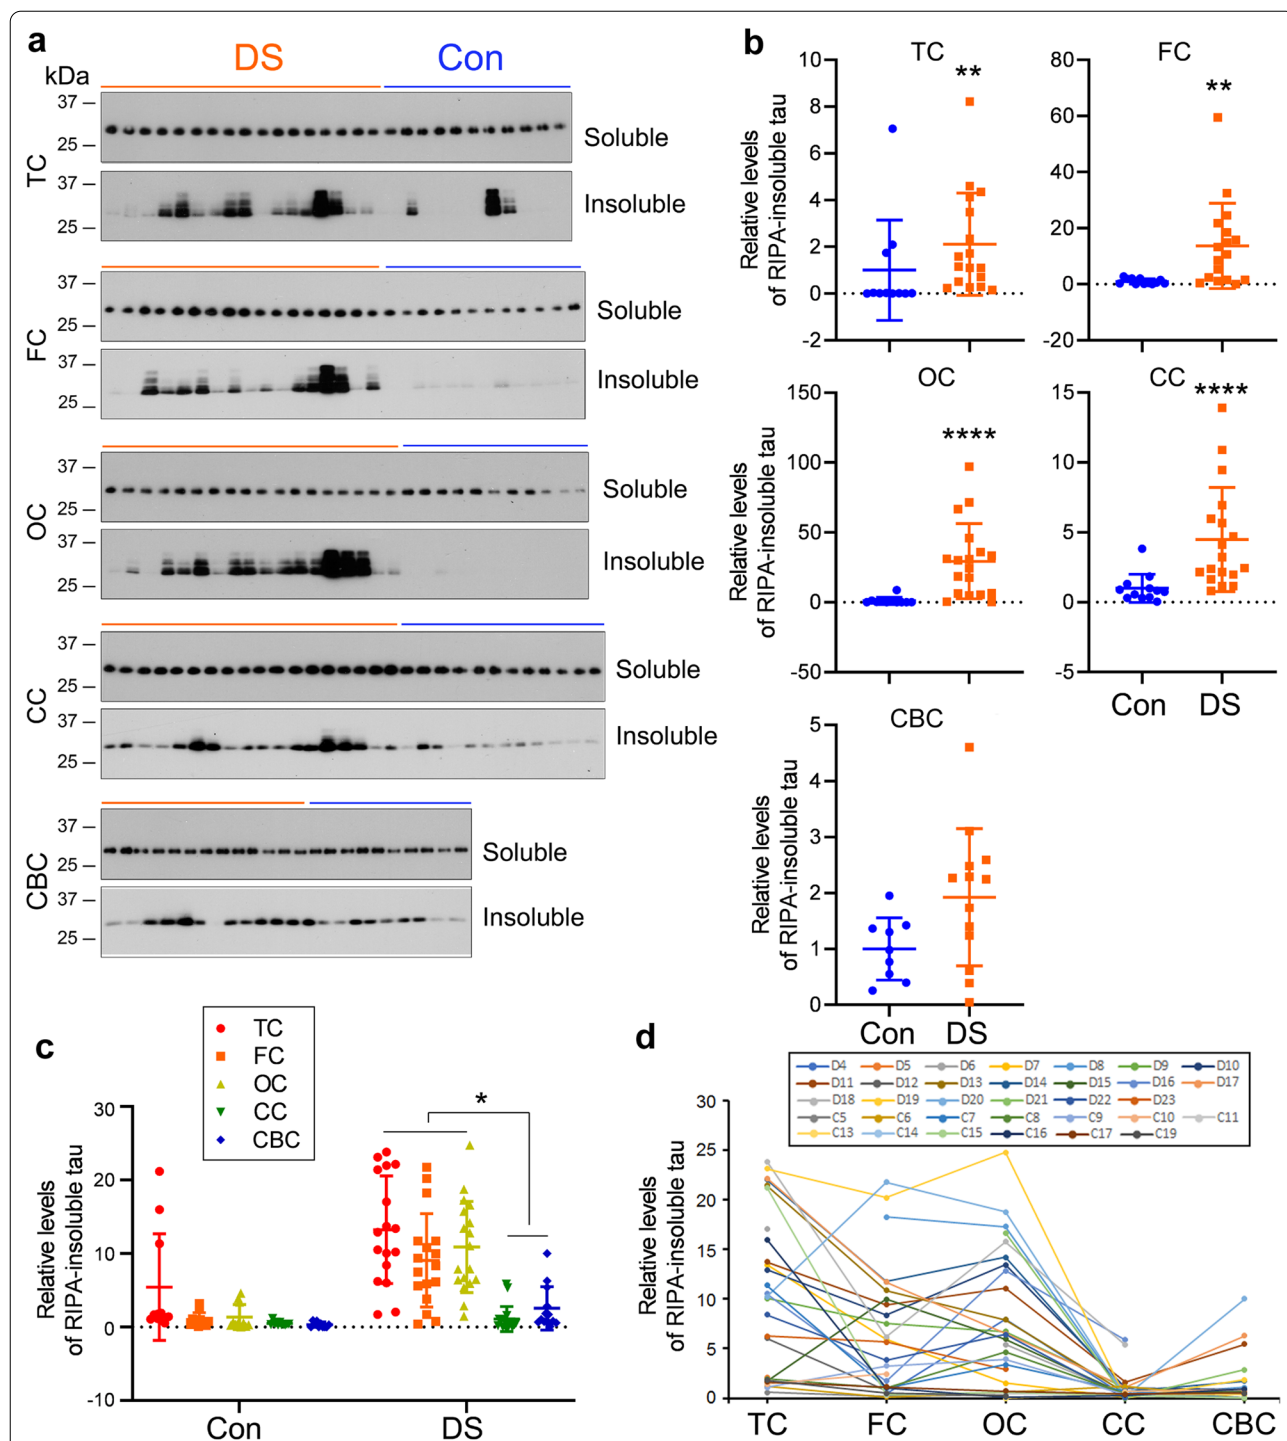 a
DS
Con
kDa
37
25
TC
Soluble
37
25
Insoluble
37
25
FC
Soluble
37
25
Insoluble
37
25
OC
Soluble
37
25
Insoluble
37
25
CC
Soluble
37
25
Insoluble
37
25
CBC
Soluble
37
25
Insoluble
b
TC
**
Relative levels
of RIPA-insoluble tau
10
8
6
4
2
0
-2
FC
**
80
60
40
20
0
-20
OC
****
Relative levels
of RIPA-insoluble tau
150
100
50
0
-50
CC
****
15
10
5
0
-5
Con DS
CBC
Relative levels
of RIPA-insoluble tau
5
4
3
2
1
0
Con DS
c
TC
FC
OC
CC
CBC
*
Relative levels
of RIPA-insoluble tau
30
20
10
0
-10
Con DS
d
D4 D5 D6 D7 D8 D9 D10
D11 D12 D13 D14 D15 D16 D17
D18 D19 D20 D21 D22 D23
C5 C6 C7 C8 C9 C10 C11
C13 C14 C15 C16 C17 C19
Relative levels
of RIPA-insoluble tau
30
25
20
15
10
5
0
TC FC OC CC CBC